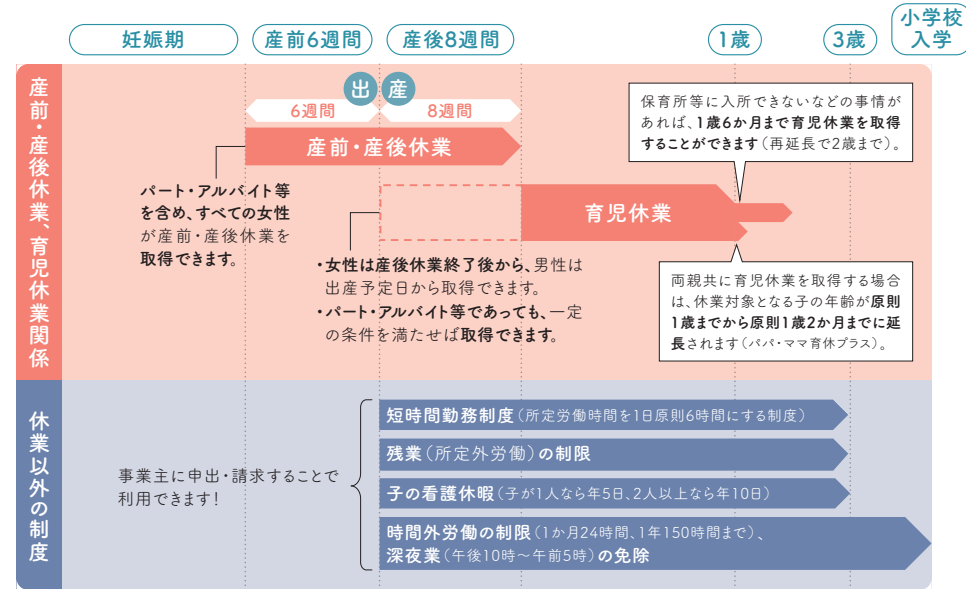 妊娠期
産前6週間
産後8週間
1歳
3歳
小学校
入学
産前・産後休業、育児休業関係
出
産
6週間
8週間
産前・産後休業
パート・アルバイト等
を含め、すべての女性
が産前・産後休業を
取得できます。
育児休業
・女性は産後休業終了後から、男性は
出産予定日から取得できます。
・パート・アルバイト等であっても、一定
の条件を満たせば取得できます。
保育所等に入所できないなどの事情が
あれば、1歳6か月まで育児休業を取得
することができます（再延長で2歳まで）。
両親共に育児休業を取得する場合
は、休業対象となる子の年齢が原則
1歳までから原則1歳2か月までに延
長されます（パパ・ママ育休プラス）。
休業以外の制度
事業主に申出・請求することで
利用できます！
短時間勤務制度（所定労働時間を1日原則6時間にする制度）
残業（所定外労働）の制限
子の看護休暇（子が1人なら年5日、2人以上なら年10日）
時間外労働の制限（1か月24時間、1年150時間まで）、
深夜業（午後10時～午前5時）の免除